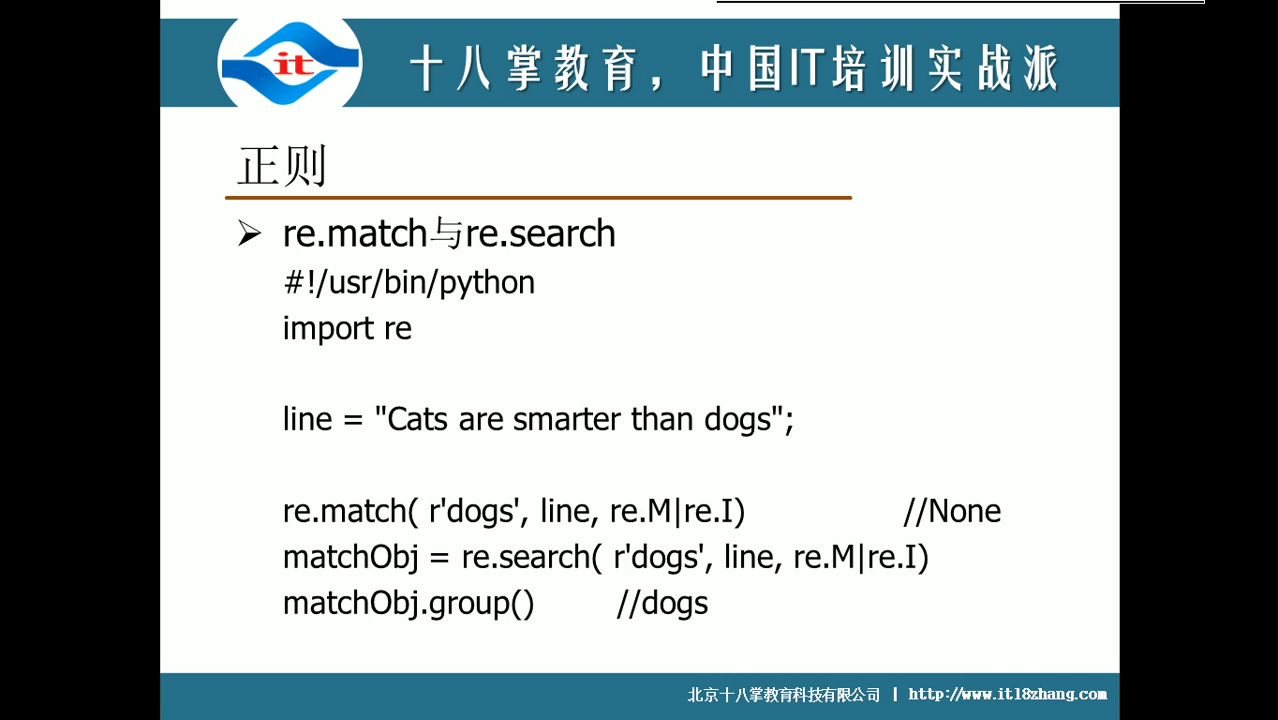 it
十八掌教育，中国IT培训实战派
正则
➢ re.match与re.search
#!/usr/bin/python
import re
line = "Cats are smarter than dogs";
re.match( r'dogs', line, re.M|re.I) //None
matchObj = re.search( r'dogs', line, re.M|re.I)
matchObj.group() //dogs
北京十八掌教育科技有限公司 | http://www.it18zhang.com